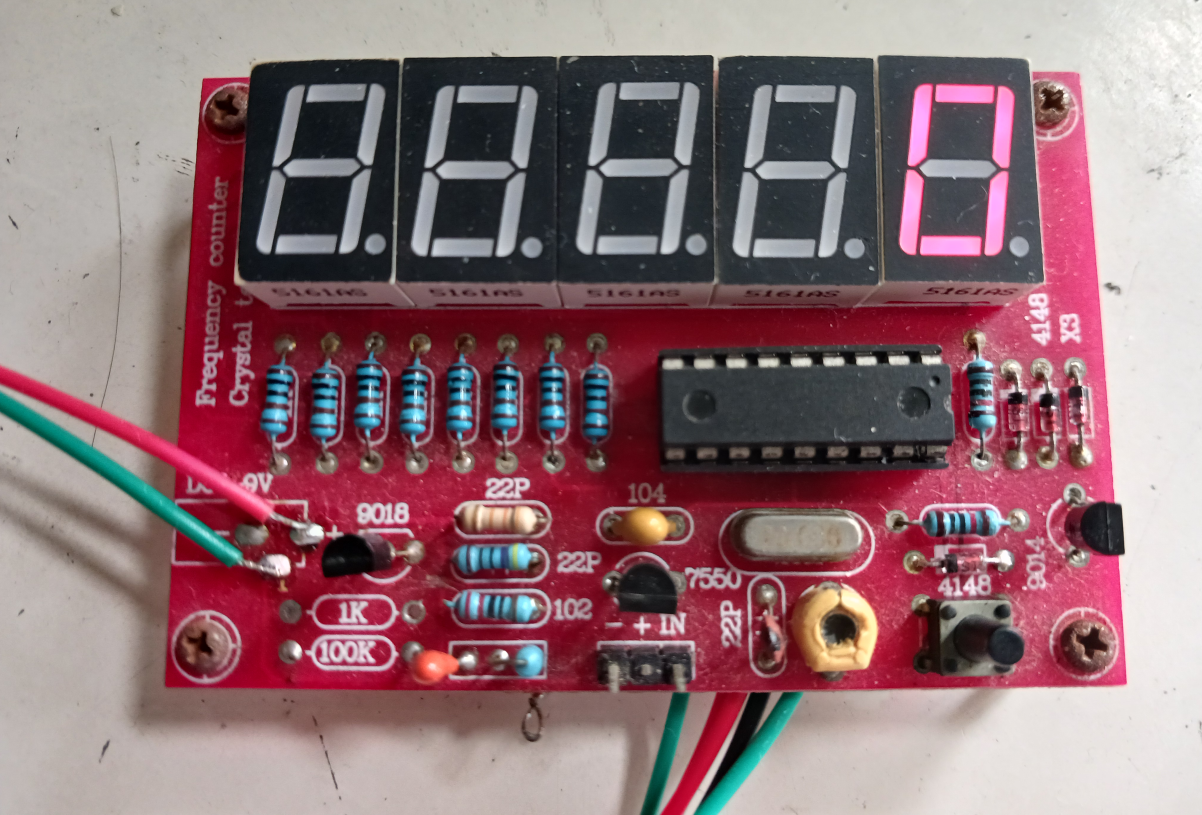 0
5161AS 5161AS 5161AS 5161AS 5161AS
Frequency counter
Crystal
4148
X3
9V
+
9018
22P
104
22P
7550
102
- + IN
22P
4148
9014
1K
100K